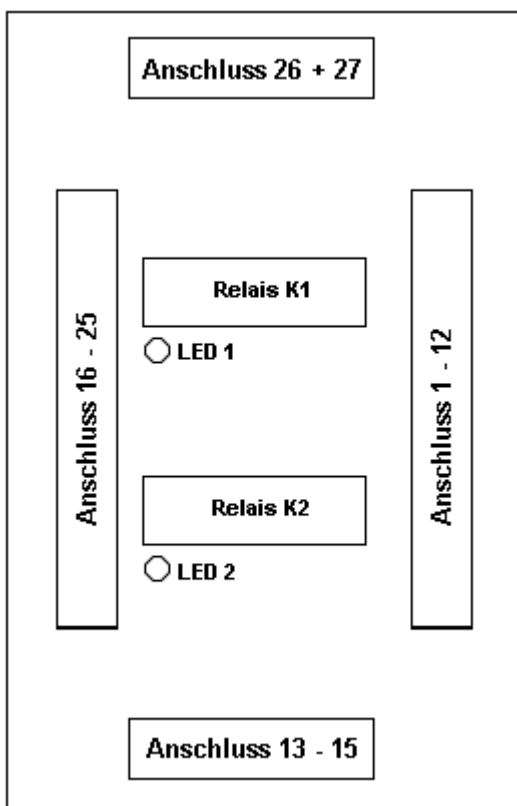 Anschluss 26 + 27
Anschluss 16 - 25
Relais K1
LED 1
Anschluss 1 - 12
Relais K2
LED 2
Anschluss 13 - 15